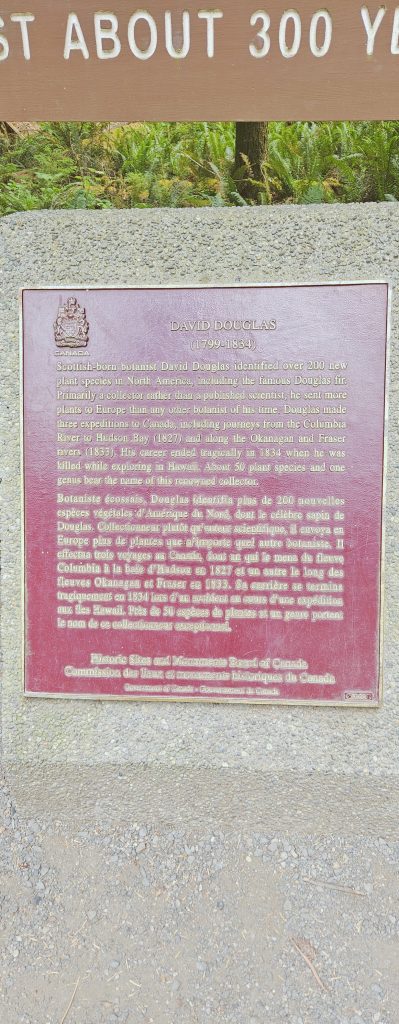 ST ABOUT 300 YE
CANADA
DAVID DOUGLAS
(1799-1834)
Scottish-born botanist David Douglas identified over 200 new
plant species in North America, including the famous Douglas fir.
Primarily a collector rather than a published scientist, he sent more
plants to Europe than any other botanist of his time. Douglas made
three expeditions to Canada, including journeys from the Columbia
River to Hudson Bay (1827) and along the Okanagan and Fraser
rivers (1833). His career ended tragically in 1834 when he was
killed while exploring in Hawaii. About 50 plant species and one
genus bear the name of this renowned collector.
Botaniste écossais, Douglas identifia plus de 200 nouvelles
espèces végétales d'Amérique du Nord, dont le célèbre sapin de
Douglas. Collectionneur plutôt qu'auteur scientifique, il envoya en
Europe plus de plantes que n'importe quel autre botaniste. Il
effectua trois voyages au Canada, dont un qui le mena du fleuve
Columbia à la baie d'Hudson en 1827 et un autre le long des
fleuves Okanagan et Fraser en 1833. Sa carrière se termina
tragiquement en 1834 lors d'un accident au cours d'une expédition
aux îles Hawaii. Près de 50 espèces de plantes et un genre portent
le nom de ce collectionneur exceptionnel.
Historic Sites and Monuments Board of Canada
Commission des lieux et monuments historiques du Canada
Government of Canada - Gouvernement du Canada